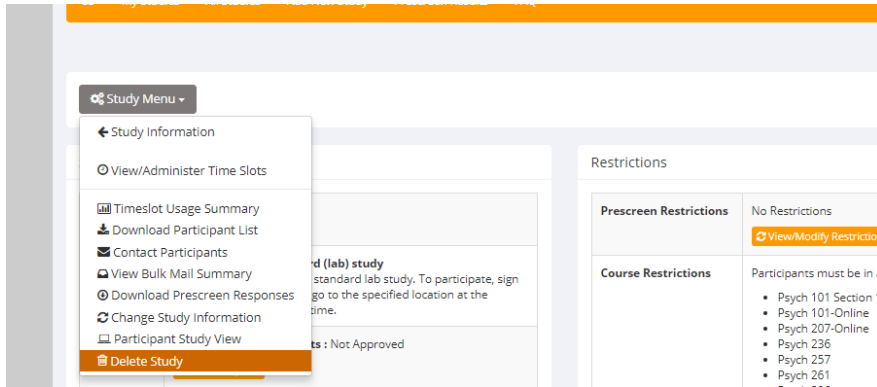 Study Menu
Study Information
View/Administer Time Slots
Timeslot Usage Summary
Download Participant List
Contact Participants
View Bulk Mail Summary
Download Prescreen Responses
Change Study Information
Participant Study View
Delete Study
rd (lab) study
standard lab study. To participate, sign
go to the specified location at the
time.
ts : Not Approved
Restrictions
Prescreen Restrictions
No Restrictions
View/Modify Restrictio
Course Restrictions
Participants must be in
Psych 101 Section
Psych 101-Online
Psych 207-Online
Psych 236
Psych 257
Psych 261